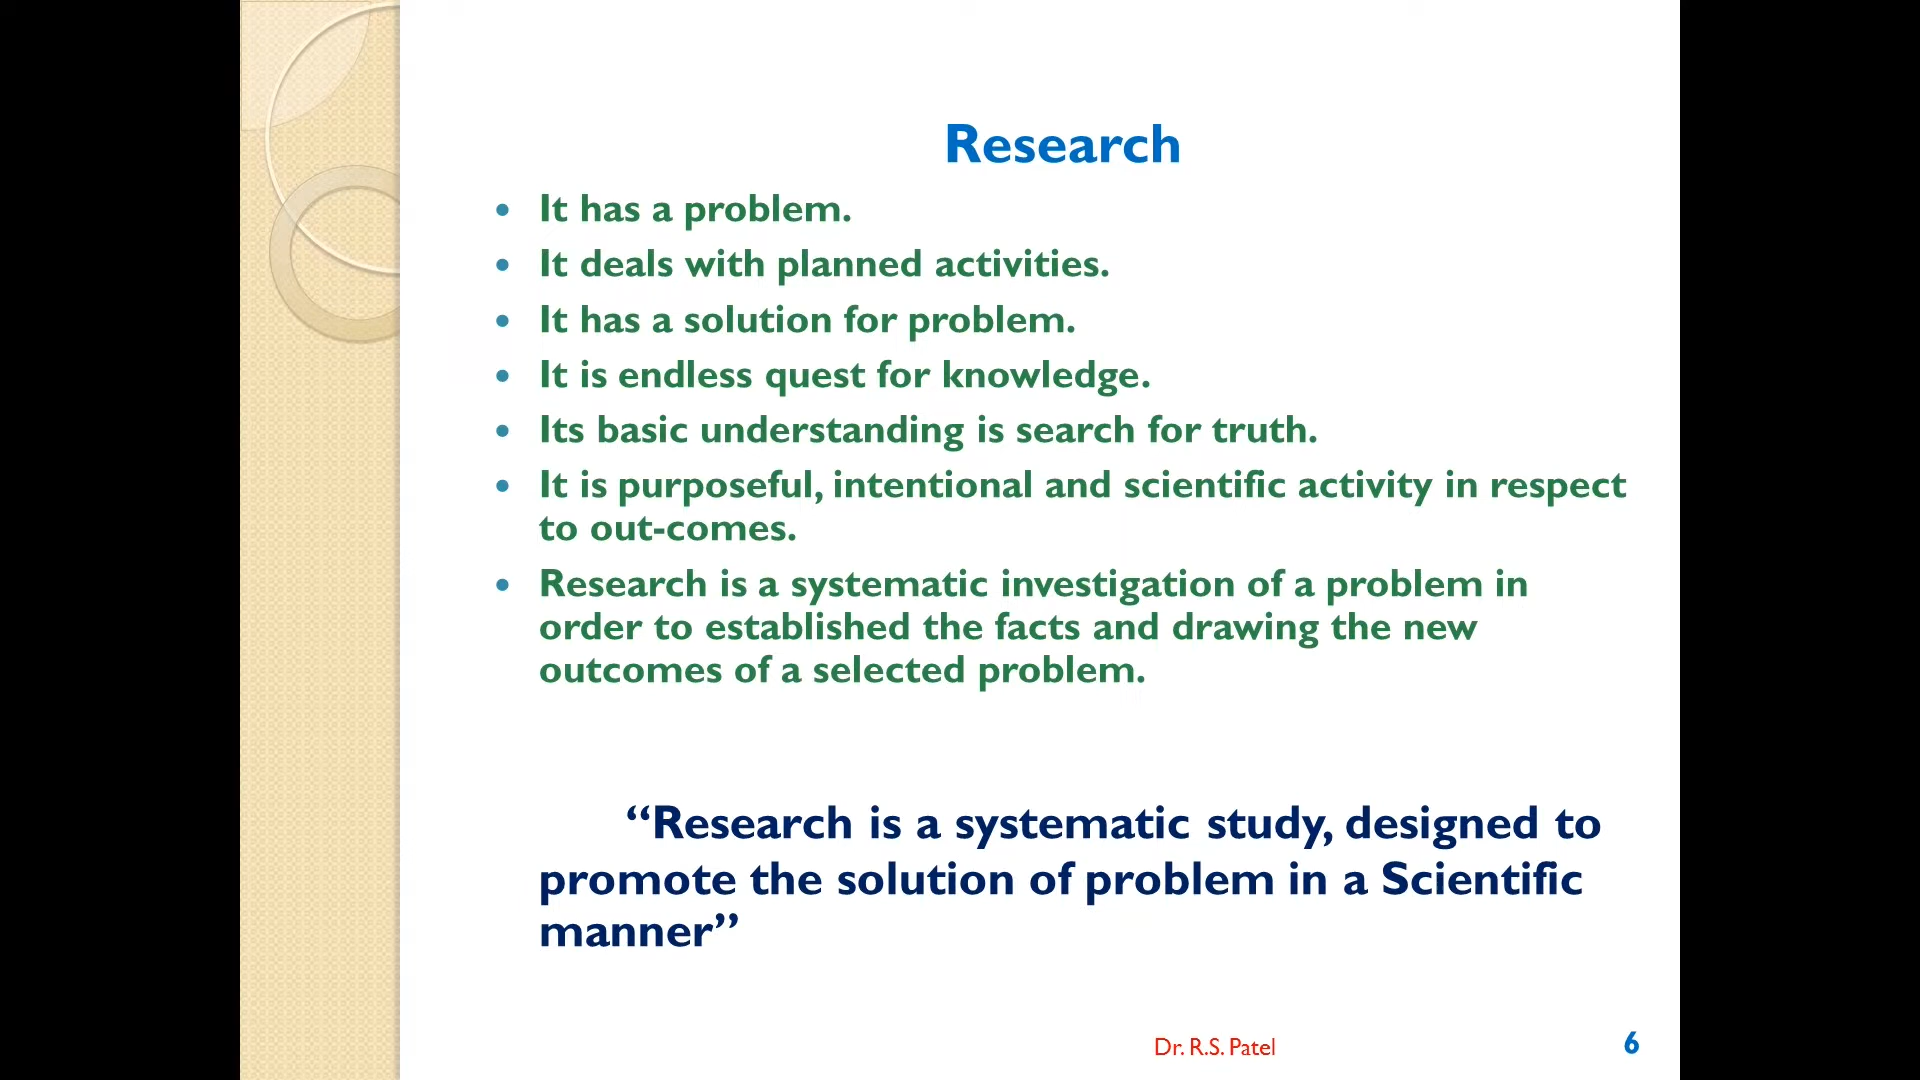 Research
• It has a problem.
• It deals with planned activities.
• It has a solution for problem.
• It is endless quest for knowledge.
• Its basic understanding is search for truth.
• It is purposeful, intentional and scientific activity in respect
to out-comes.
• Research is a systematic investigation of a problem in
order to established the facts and drawing the new
outcomes of a selected problem.
“Research is a systematic study, designed to
promote the solution of problem in a Scientific
manner”
Dr. R.S. Patel
6